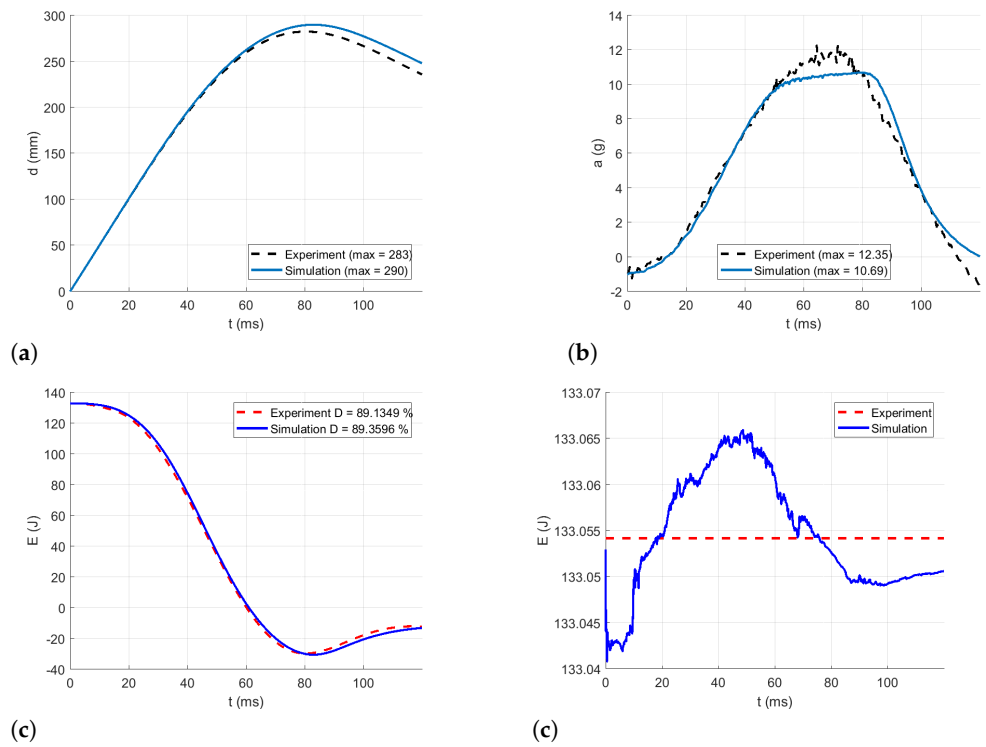 300
250
200
150
100
50
0
d (mm)
Experiment (max = 283)
Simulation (max = 290)
0 20 40 60 80 100
t (ms)
(a)
14
12
10
8
6
4
2
0
-2
a (g)
Experiment (max = 12.35)
Simulation (max = 10.69)
0 20 40 60 80 100
t (ms)
(b)
140
120
100
80
60
40
20
0
-20
-40
E (J)
Experiment D = 89.1349 %
Simulation D = 89.3596 %
0 20 40 60 80 100
t (ms)
(c)
133.07
133.065
133.06
133.055
133.05
133.045
133.04
E (J)
Experiment
Simulation
0 20 40 60 80 100
t (ms)
(c)